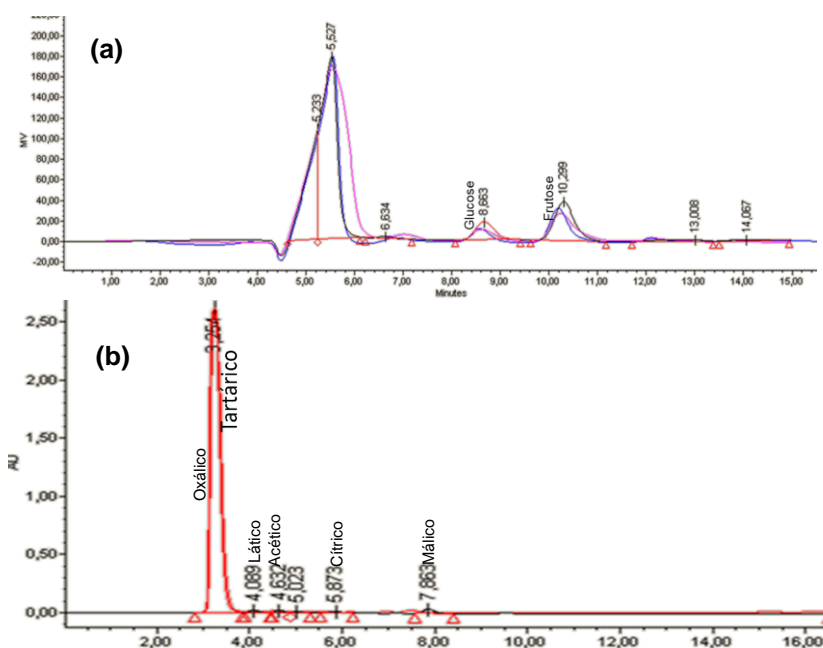 (a)
220,00
200,00
180,00
160,00
140,00
120,00
100,00
80,00
60,00
40,00
20,00
0,00
-20,00
MV
5,233
5,527
6,634
Glucose
8,663
Frutose
10,299
13,008
14,067
1,00 2,00 3,00 4,00 5,00 6,00 7,00 8,00 9,00 10,00 11,00 12,00 13,00 14,00 15,00
Minutes
(b)
2,50
2,00
1,50
1,00
0,50
0,00
AU
Oxálico
3,254
Tartárico
4,089 Lático
4,632 Acético
5,023
5,873 Cítrico
7,863 Málico
2,00 4,00 6,00 8,00 10,00 12,00 14,00 16,00